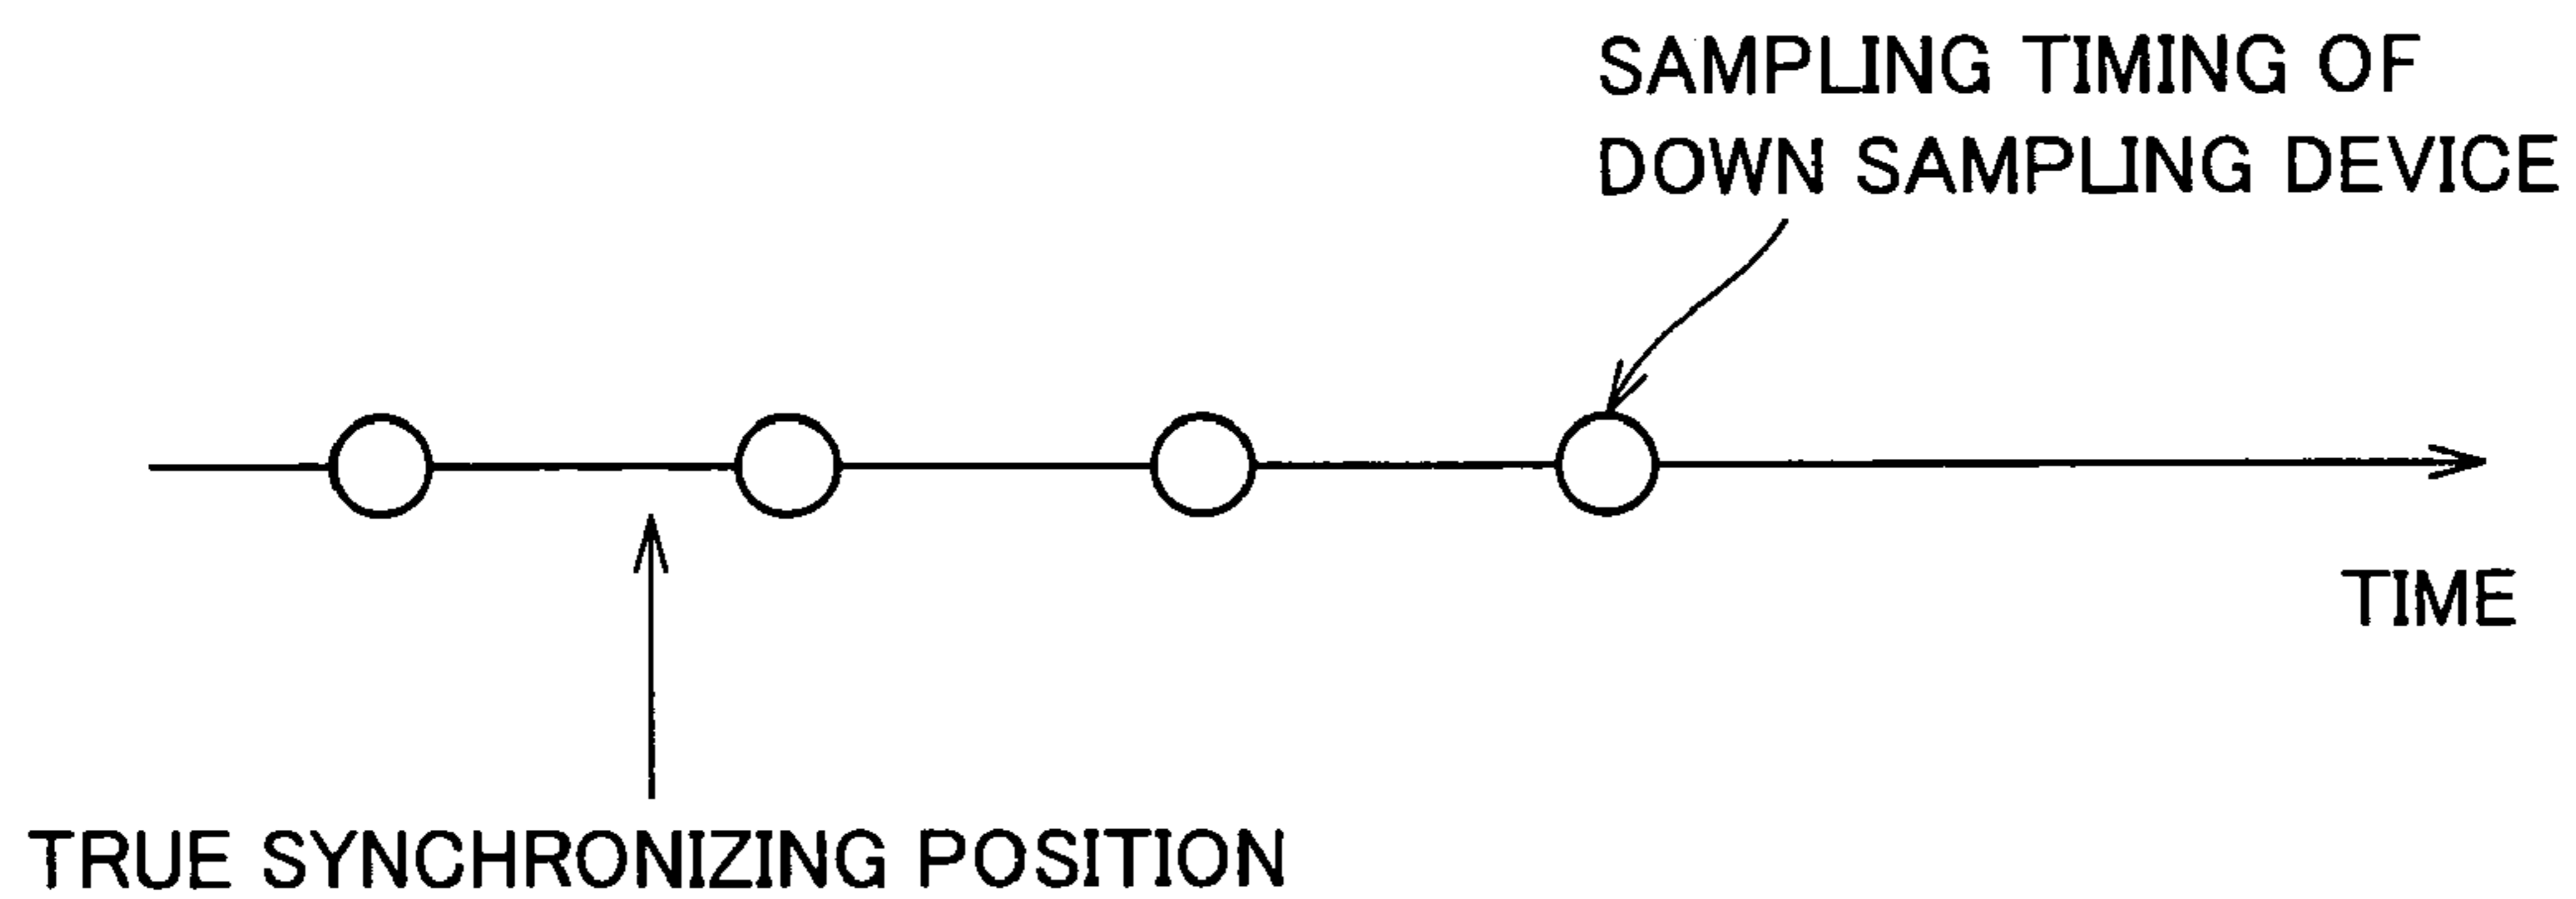 SAMPLING TIMING OF
DOWN SAMPLING DEVICE
TIME
TRUE SYNCHRONIZING POSITION